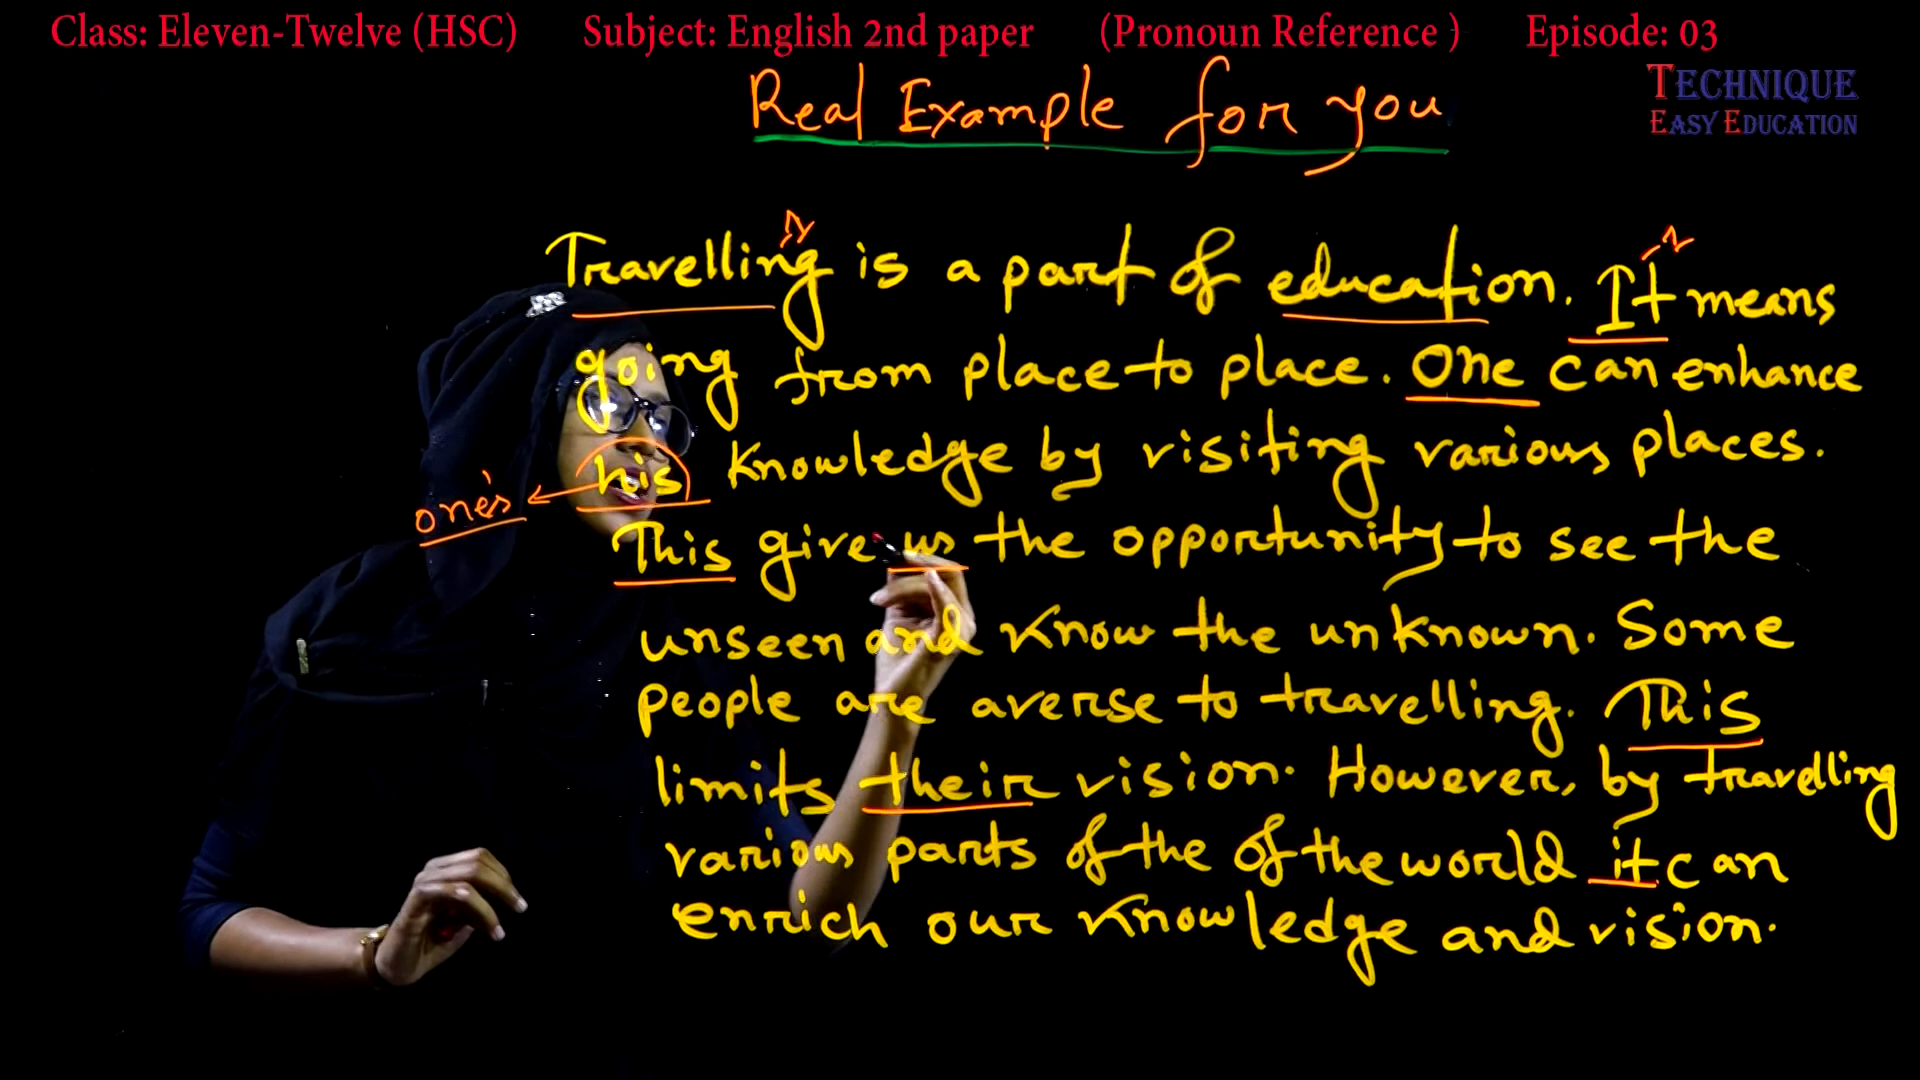 Class: Eleven-Twelve (HSC) Subject: English 2nd paper (Pronoun Reference ) Episode: 03
TECHNIQUE
EASY EDUCATION
Real Example for you
Travelling is a part of education. It means
going from place to place. One can enhance
his knowledge by visiting various places.
one's
This give us the opportunity to see the
unseen and know the unknown. Some
people are averse to travelling. This
limits their vision. However, by travelling
various parts of the of the world it can
enrich our knowledge and vision.